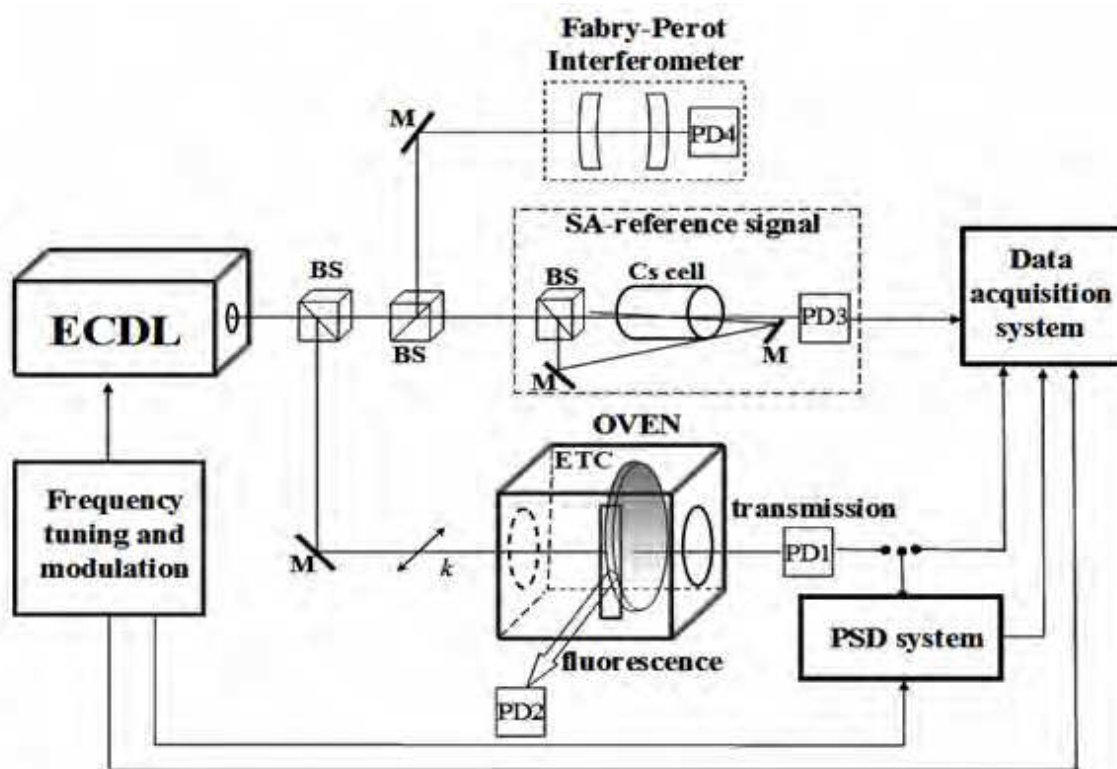 Fabry-Perot
Interferometer
M
PD4
SA-reference signal
BS
BS
Cs cell
ECDL
PD3
Data
acquisition
system
BS
M
M
OVEN
ETC
Frequency
tuning and
modulation
transmission
M
k
PD1
PSD system
fluorescence
PD2